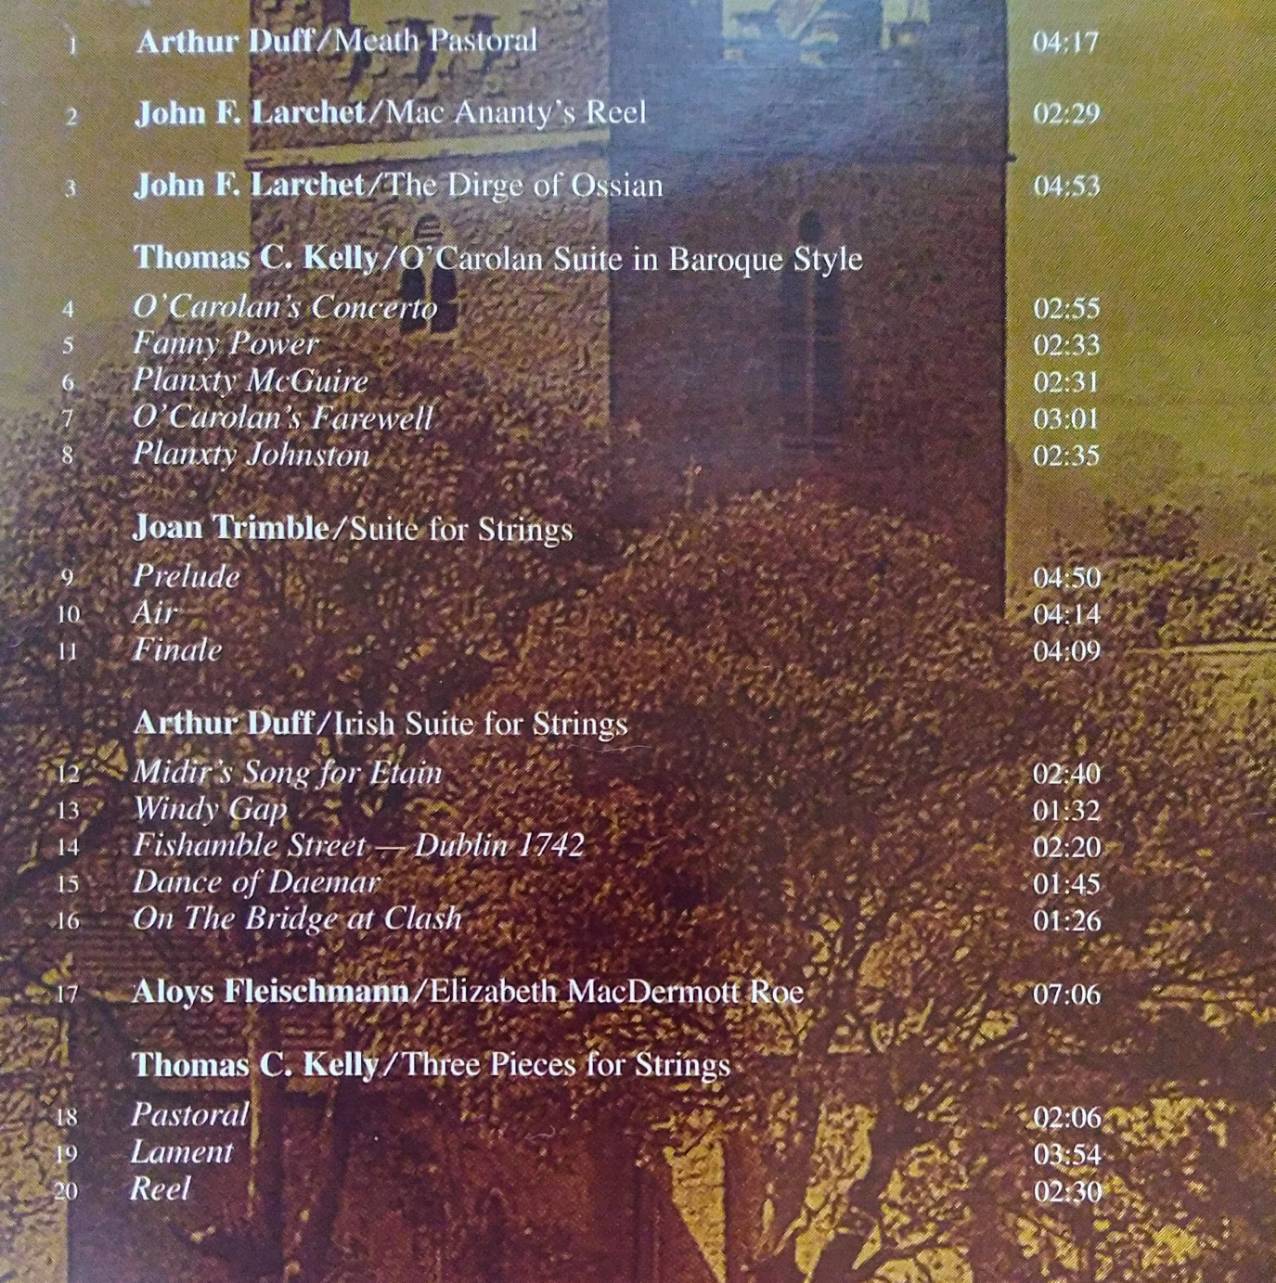 1 Arthur Duff/Meath Pastoral 04:17
2 John F. Larchet/Mac Ananty's Reel 02:29
3 John F. Larchet/The Dirge of Ossian 04:53
Thomas C. Kelly/O'Carolan Suite in Baroque Style
4 O'Carolan's Concerto 02:55
5 Fanny Power 02:33
6 Planxty McGuire 02:31
7 O'Carolan's Farewell 03:01
8 Planxty Johnston 02:35
Joan Trimble/Suite for Strings
9 Prelude 04:50
10 Air 04:14
11 Finale 04:09
Arthur Duff/Irish Suite for Strings
12 Midir's Song for Etain 02:40
13 Windy Gap 01:32
14 Fishamble Street — Dublin 1742 02:20
15 Dance of Daemar 01:45
16 On The Bridge at Clash 01:26
17 Aloys Fleischmann/Elizabeth MacDermott Roe 07:06
Thomas C. Kelly/Three Pieces for Strings
18 Pastoral 02:06
19 Lament 03:54
20 Reel 02:30